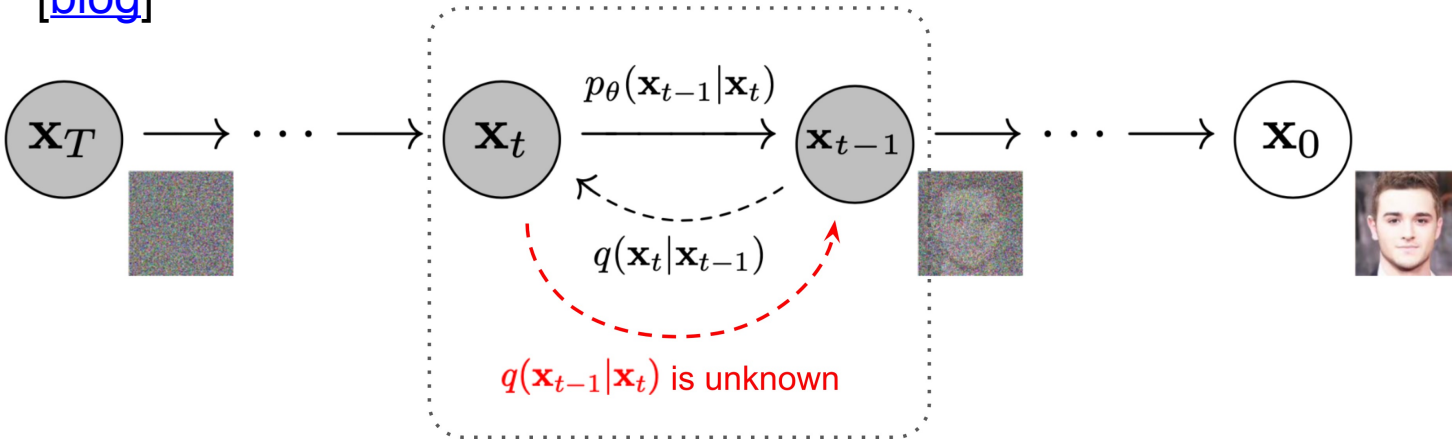 [blog]
p_θ(x_{t−1}|x_t)
x_T ··· x_t x_{t−1} ··· x_0
q(x_t|x_{t−1})
q(x_{t−1}|x_t) is unknown